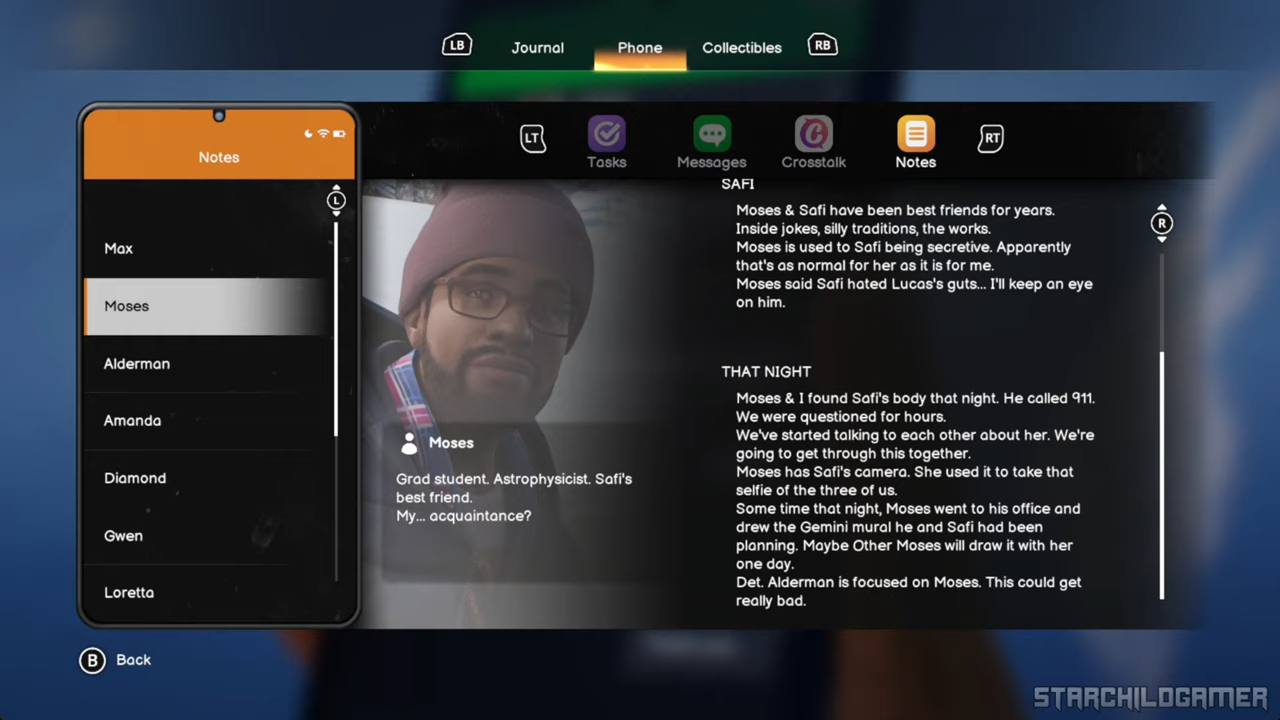 LB
Journal
Phone
Collectibles
RB
Notes
L
Max
Moses
Alderman
Amanda
Diamond
Gwen
Loretta
LT
Tasks
Messages
Crosstalk
Notes
RT
Moses
Grad student. Astrophysicist. Safi's
best friend.
My... acquaintance?
SAFI
Moses & Safi have been best friends for years.
Inside jokes, silly traditions, the works.
Moses is used to Safi being secretive. Apparently
that's as normal for her as it is for me.
Moses said Safi hated Lucas's guts... I'll keep an eye
on him.
THAT NIGHT
Moses & I found Safi's body that night. He called 911.
We were questioned for hours.
We've started talking to each other about her. We're
going to get through this together.
Moses has Safi's camera. She used it to take that
selfie of the three of us.
Some time that night, Moses went to his office and
drew the Gemini mural he and Safi had been
planning. Maybe Other Moses will draw it with her
one day.
Det. Alderman is focused on Moses. This could get
really bad.
R
B Back
STARCHILDGAMER